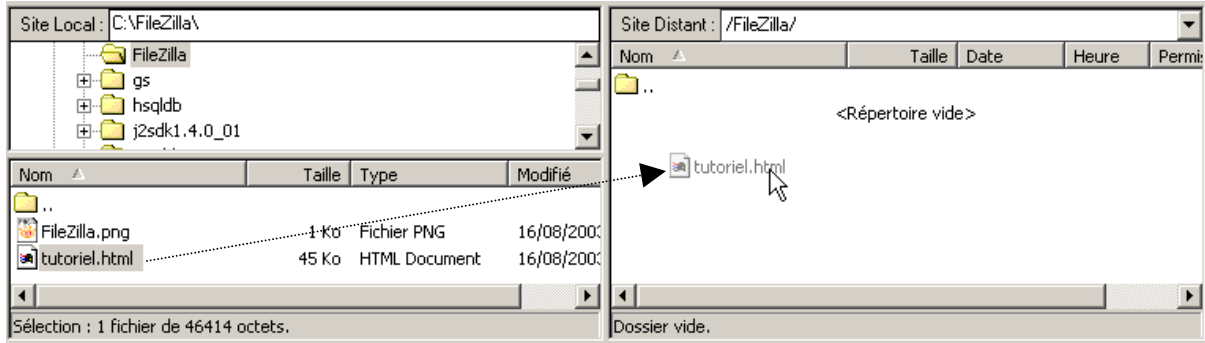 Site Local : C:\FileZilla\
FileZilla
gs
hsqldb
j2sdk1.4.0_01
Nom Taille Type Modifié
..
FileZilla.png 1 Ko Fichier PNG 16/08/2003
tutoriel.html 45 Ko HTML Document 16/08/2003
Sélection : 1 fichier de 46414 octets.
Site Distant : /FileZilla/
Nom Taille Date Heure Permis
..
<Répertoire vide>
tutoriel.html
Dossier vide.